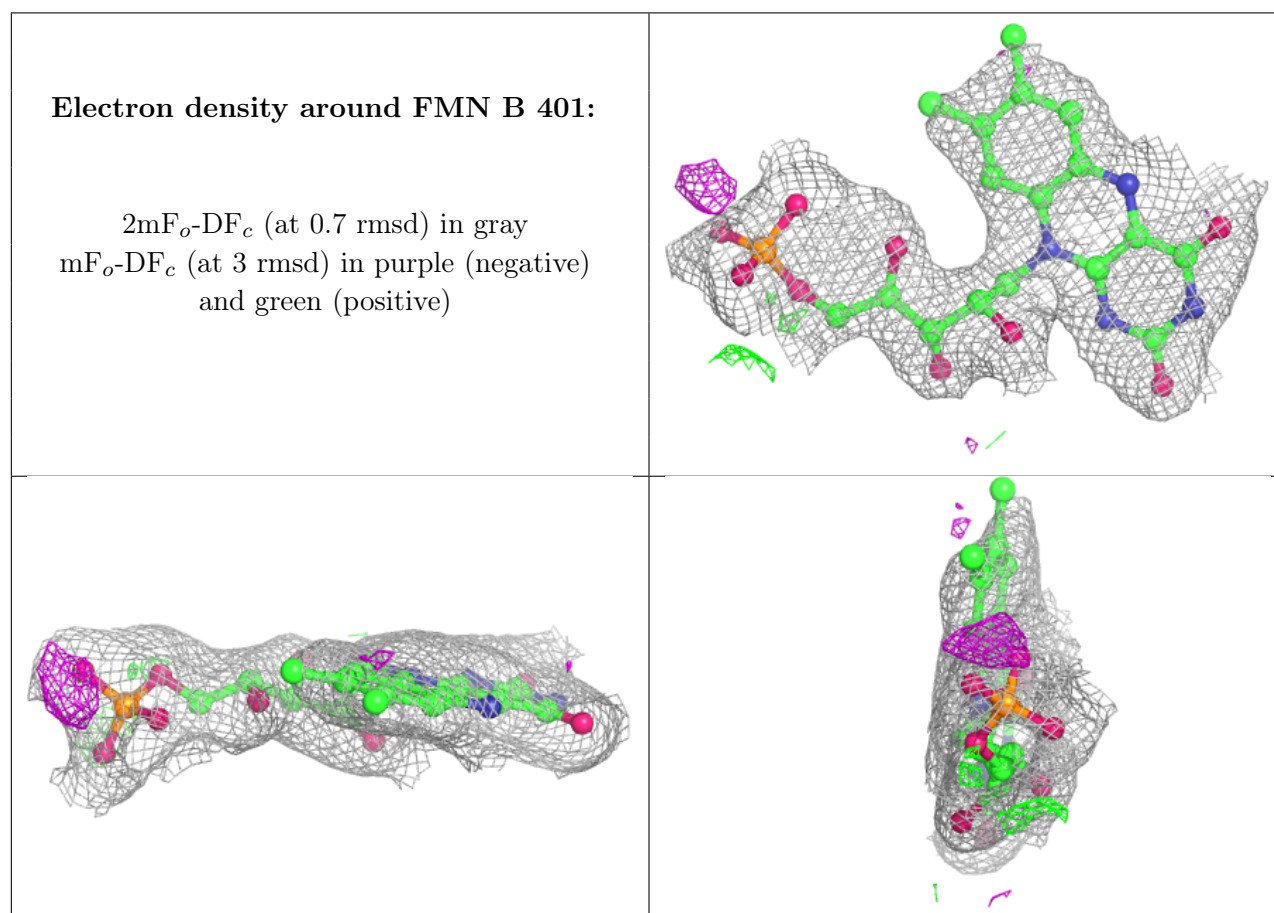 Electron density around FMN B 401:
2mFₒ-DF𝒸 (at 0.7 rmsd) in gray
mFₒ-DF𝒸 (at 3 rmsd) in purple (negative)
and green (positive)